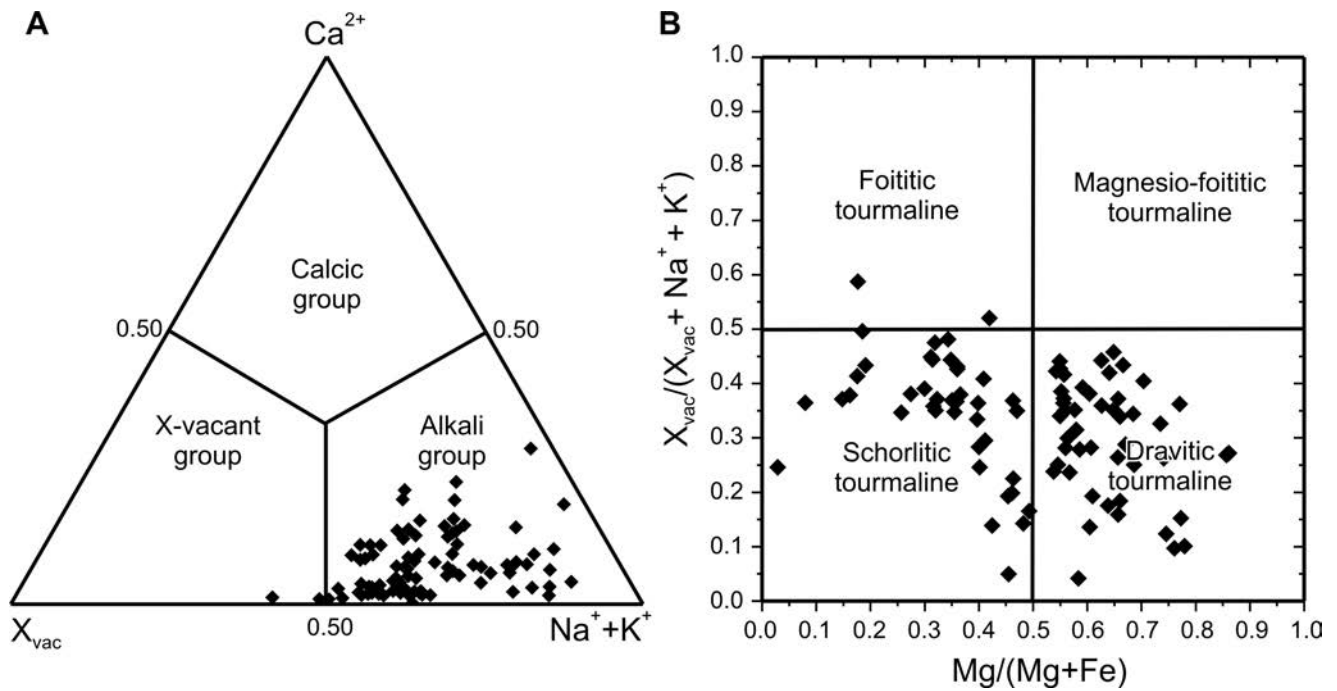 A
Ca²⁺
Calcic
group
0.50
0.50
X-vacant
group
Alkali
group
X_vac
0.50
Na⁺+K⁺
B
X_vac/(X_vac + Na⁺ + K⁺)
1.0
0.9
0.8
0.7
0.6
0.5
0.4
0.3
0.2
0.1
0.0
Foititic
tourmaline
Magnesio-foititic
tourmaline
Schorlitic
tourmaline
Dravitic
tourmaline
0.0 0.1 0.2 0.3 0.4 0.5 0.6 0.7 0.8 0.9 1.0
Mg/(Mg+Fe)